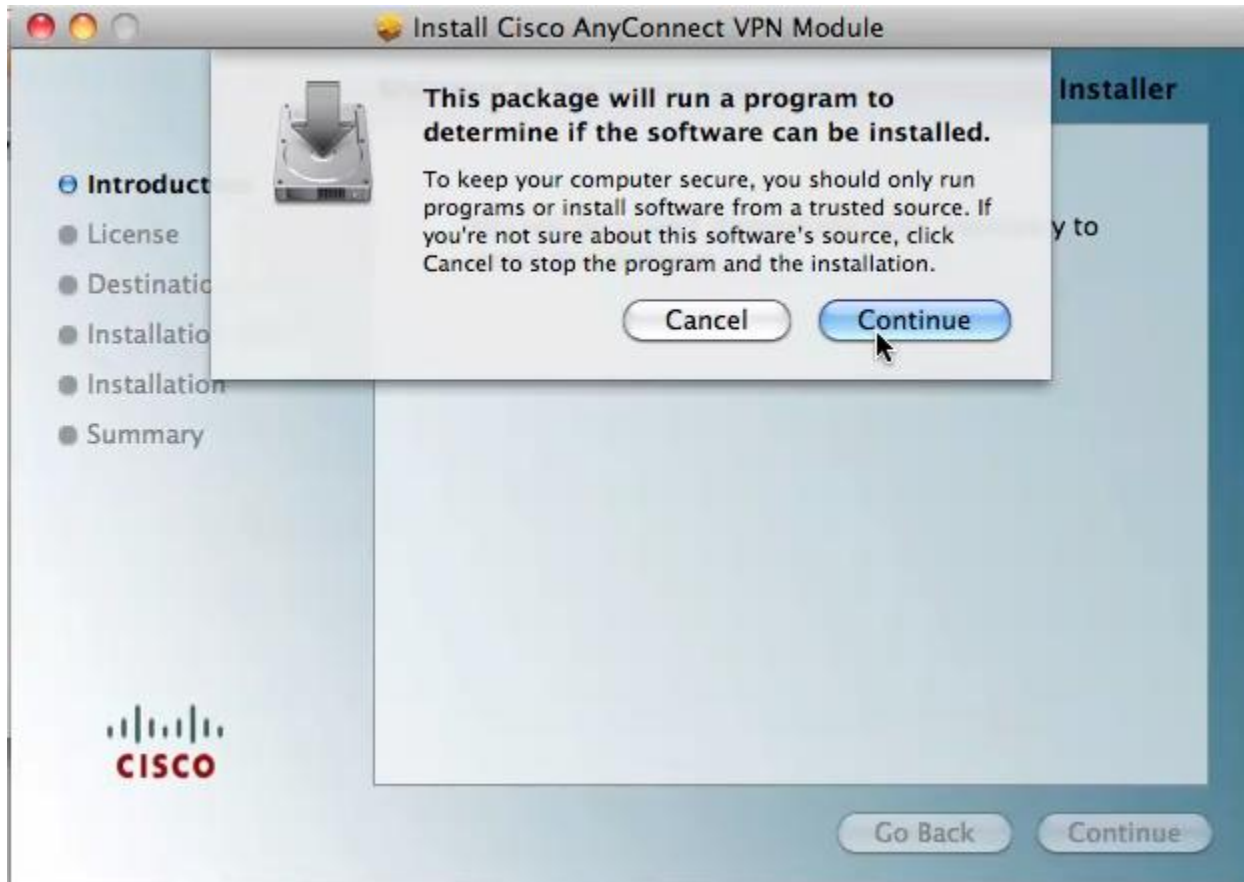 Install Cisco AnyConnect VPN Module
This package will run a program to
determine if the software can be installed.
To keep your computer secure, you should only run
programs or install software from a trusted source. If
you're not sure about this software's source, click
Cancel to stop the program and the installation.
Cancel
Continue
Installer
y to
Introduct
License
Destinatio
Installatio
Installation
Summary
CISCO
Go Back
Continue